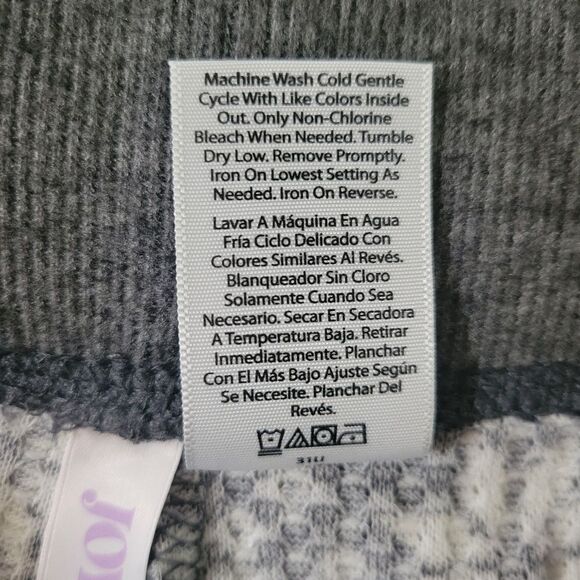 Machine Wash Cold Gentle
Cycle With Like Colors Inside
Out. Only Non-Chlorine
Bleach When Needed. Tumble
Dry Low. Remove Promptly.
Iron On Lowest Setting As
Needed. Iron On Reverse.
Lavar A Máquina En Agua
Fría Ciclo Delicado Con
Colores Similares Al Revés.
Blanqueador Sin Cloro
Solamente Cuando Sea
Necesario. Secar En Secadora
A Temperatura Baja. Retirar
Inmediatamente. Planchar
Con El Más Bajo Ajuste Según
Se Necesite. Planchar Del
Revés.